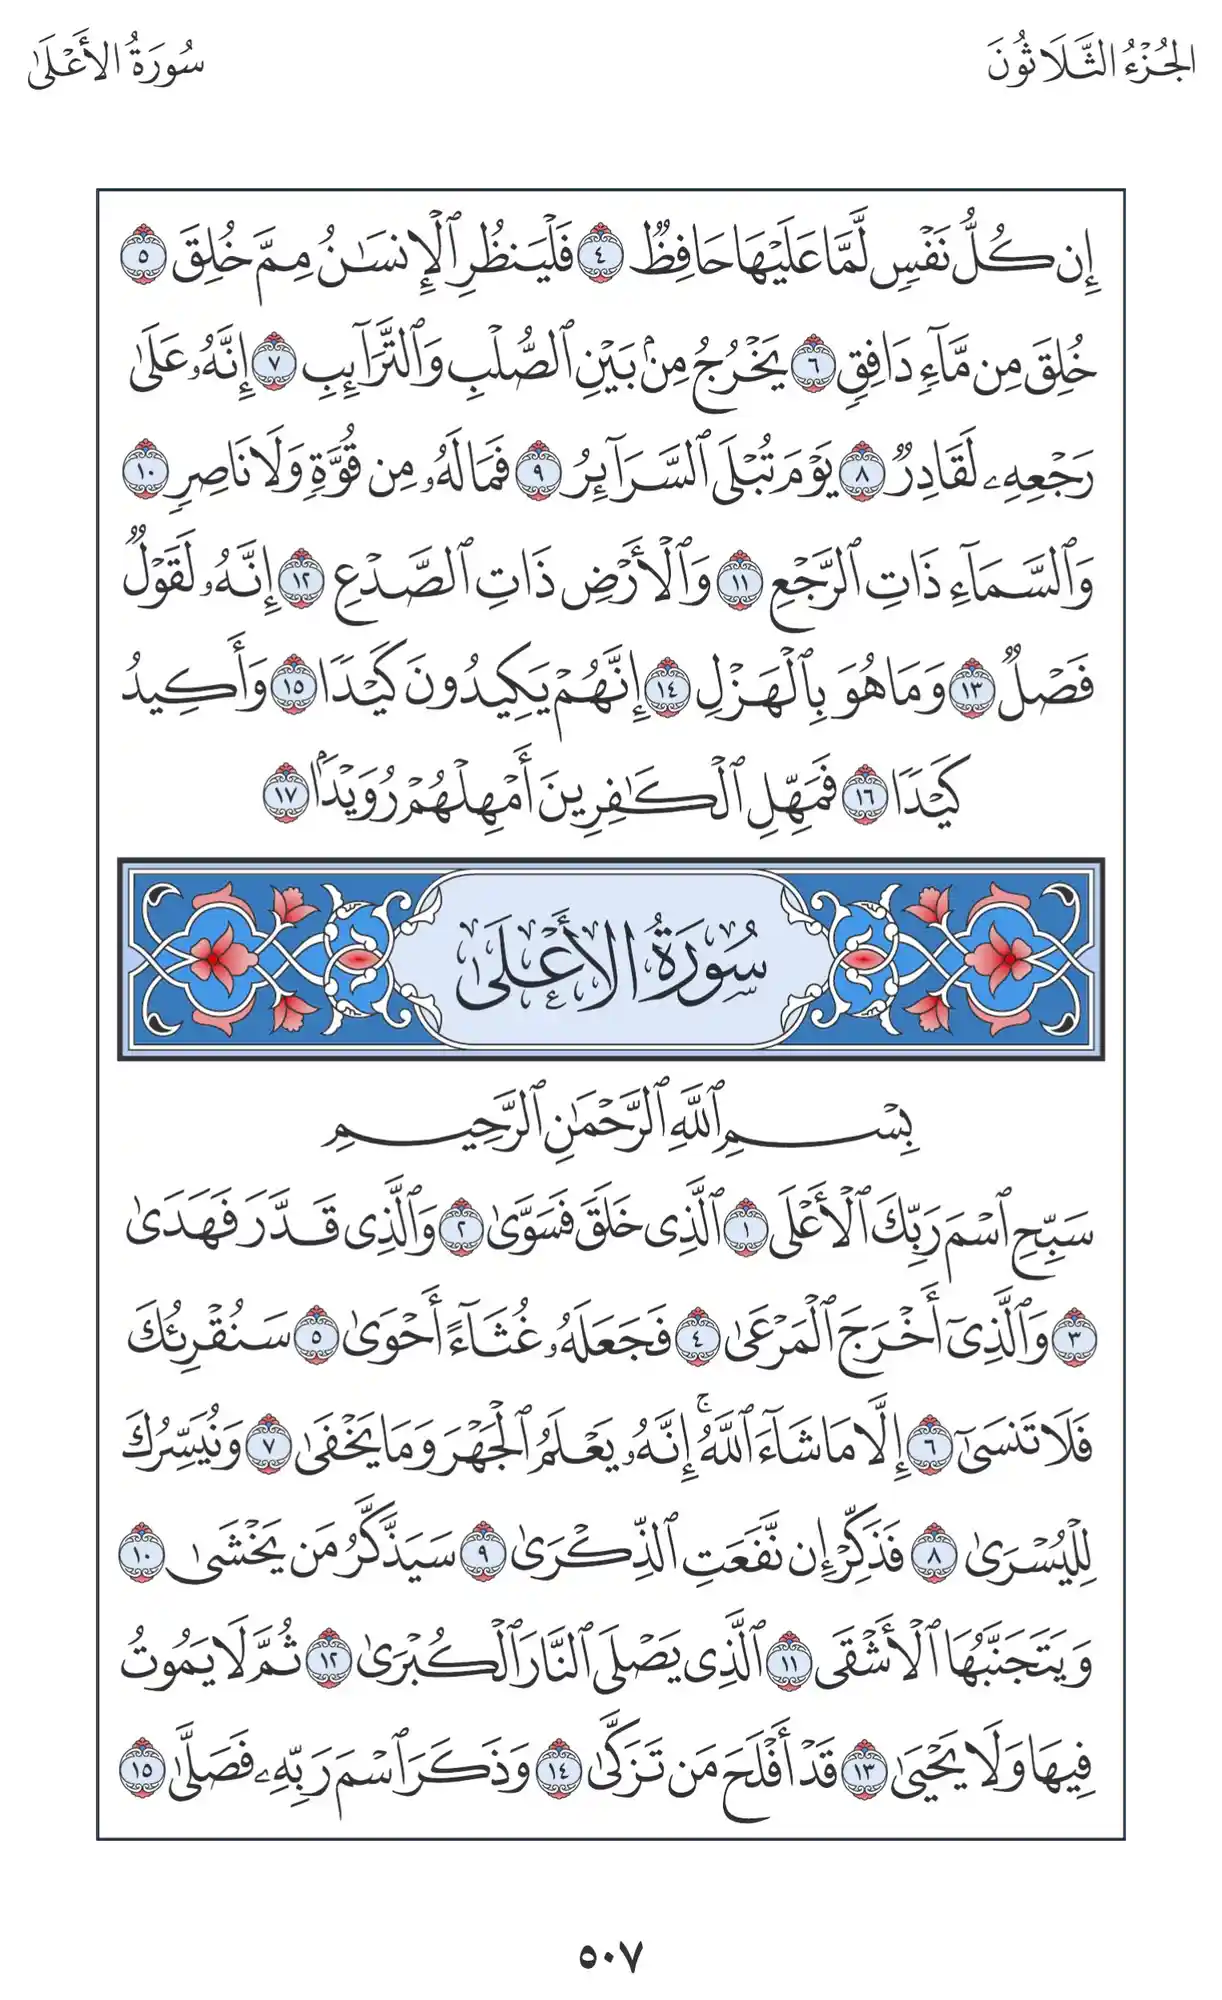 الجُزْءُ الثَّلَاثُونَ
سُورَةُ الأَعْلَىٰ
إِن كُلُّ نَفْسٍ لَّمَّا عَلَيْهَا حَافِظٌ ٤ فَلْيَنظُرِ ٱلْإِنسَٰنُ مِمَّ خُلِقَ ٥
خُلِقَ مِن مَّآءٍ دَافِقٍ ٦ يَخْرُجُ مِنۢ بَيْنِ ٱلصُّلْبِ وَٱلتَّرَآئِبِ ٧ إِنَّهُۥ عَلَىٰ
رَجْعِهِۦ لَقَادِرٌ ٨ يَوْمَ تُبْلَى ٱلسَّرَآئِرُ ٩ فَمَا لَهُۥ مِن قُوَّةٍ وَلَا نَاصِرٍ ١٠
وَٱلسَّمَآءِ ذَاتِ ٱلرَّجْعِ ١١ وَٱلْأَرْضِ ذَاتِ ٱلصَّدْعِ ١٢ إِنَّهُۥ لَقَوْلٌ
فَصْلٌ ١٣ وَمَا هُوَ بِٱلْهَزْلِ ١٤ إِنَّهُمْ يَكِيدُونَ كَيْدًا ١٥ وَأَكِيدُ
كَيْدًا ١٦ فَمَهِّلِ ٱلْكَٰفِرِينَ أَمْهِلْهُمْ رُوَيْدًۢا ١٧
سُورَةُ الأَعْلَىٰ
بِسْمِ ٱللَّهِ ٱلرَّحْمَٰنِ ٱلرَّحِيمِ
سَبِّحِ ٱسْمَ رَبِّكَ ٱلْأَعْلَى ١ ٱلَّذِى خَلَقَ فَسَوَّىٰ ٢ وَٱلَّذِى قَدَّرَ فَهَدَىٰ
٣ وَٱلَّذِىٓ أَخْرَجَ ٱلْمَرْعَىٰ ٤ فَجَعَلَهُۥ غُثَآءً أَحْوَىٰ ٥ سَنُقْرِئُكَ
فَلَا تَنسَىٰٓ ٦ إِلَّا مَا شَآءَ ٱللَّهُ ۚ إِنَّهُۥ يَعْلَمُ ٱلْجَهْرَ وَمَا يَخْفَىٰ ٧ وَنُيَسِّرُكَ
لِلْيُسْرَىٰ ٨ فَذَكِّرْ إِن نَّفَعَتِ ٱلذِّكْرَىٰ ٩ سَيَذَّكَّرُ مَن يَخْشَىٰ ١٠
وَيَتَجَنَّبُهَا ٱلْأَشْقَى ١١ ٱلَّذِى يَصْلَى ٱلنَّارَ ٱلْكُبْرَىٰ ١٢ ثُمَّ لَا يَمُوتُ
فِيهَا وَلَا يَحْيَىٰ ١٣ قَدْ أَفْلَحَ مَن تَزَكَّىٰ ١٤ وَذَكَرَ ٱسْمَ رَبِّهِۦ فَصَلَّىٰ ١٥
٥٠٧